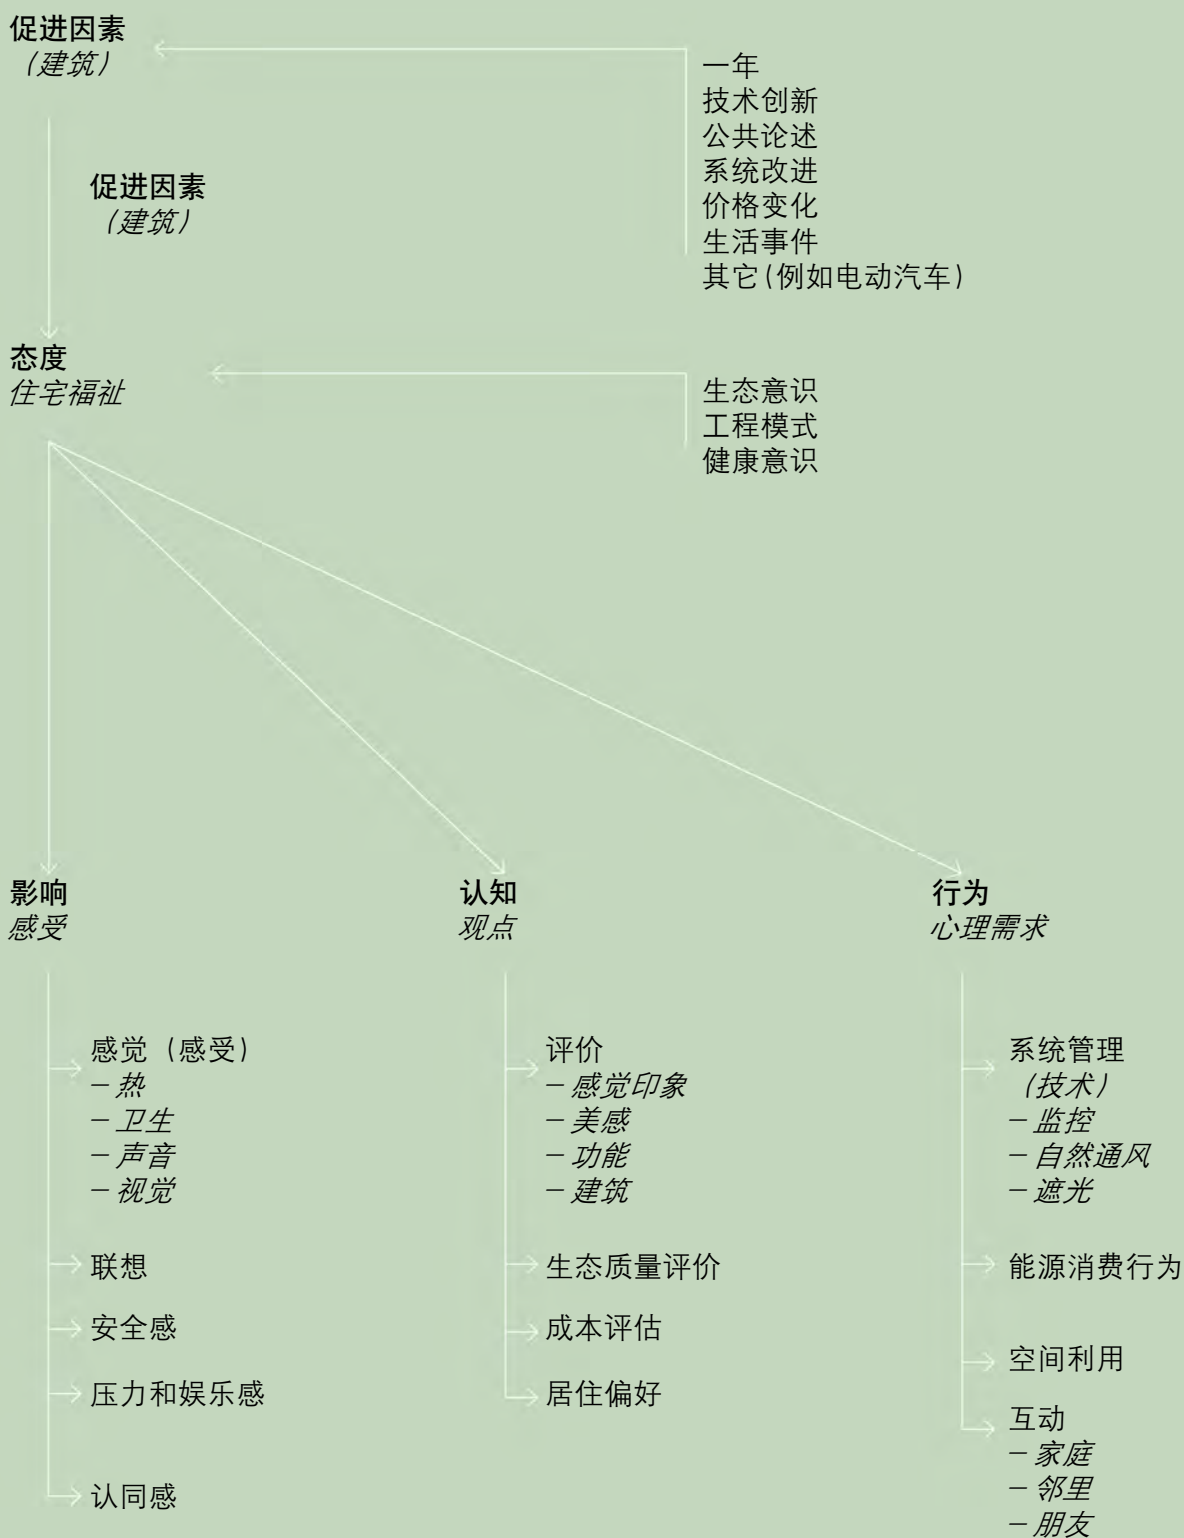 促进因素
（建筑）
一年
技术创新
公共论述
系统改进
价格变化
生活事件
其它（例如电动汽车）
促进因素
（建筑）
态度
住宅福祉
生态意识
工程模式
健康意识
影响
感受
感觉（感受）
– 热
– 卫生
– 声音
– 视觉
联想
安全感
压力和娱乐感
认同感
认知
观点
评价
– 感觉印象
– 美感
– 功能
– 建筑
生态质量评价
成本评估
居住偏好
行为
心理需求
系统管理
（技术）
– 监控
– 自然通风
– 遮光
能源消费行为
空间利用
互动
– 家庭
– 邻里
– 朋友